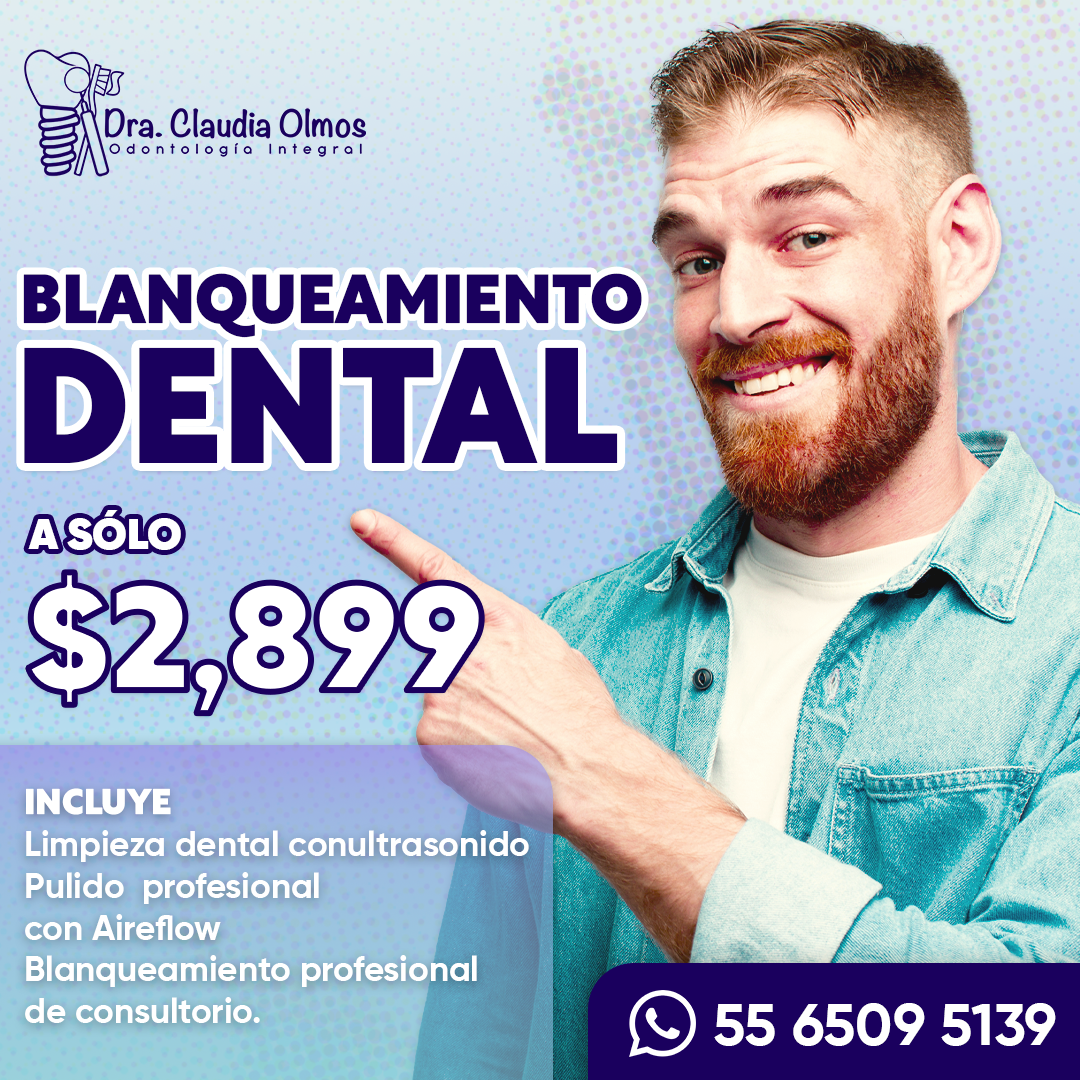 Dra. Claudia Olmos
Odontología Integral
BLANQUEAMIENTO
DENTAL
A SÓLO
$2,899
INCLUYE
Limpieza dental conultrasonido
Pulido profesional
con Aireflow
Blanqueamiento profesional
de consultorio.
55 6509 5139